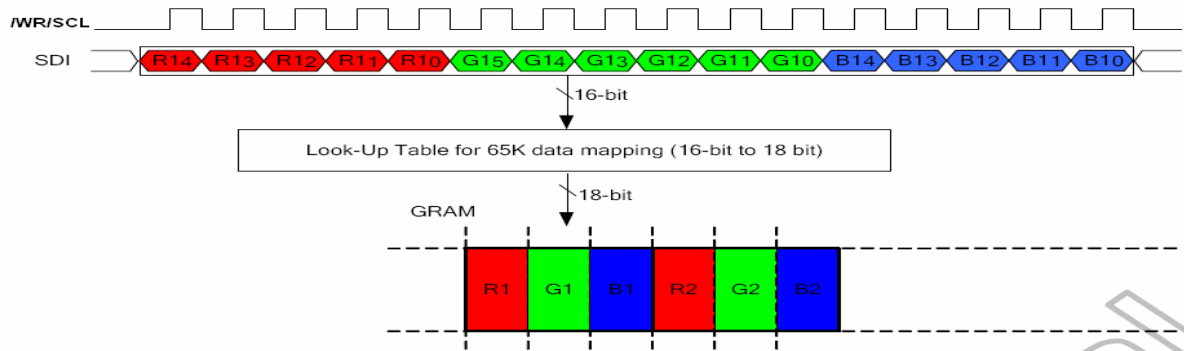 /WR/SCL
SDI R14 R13 R12 R11 R10 G15 G14 G13 G12 G11 G10 B14 B13 B12 B11 B10
16-bit
Look-Up Table for 65K data mapping (16-bit to 18 bit)
18-bit
GRAM
R1 G1 B1 R2 G2 B2